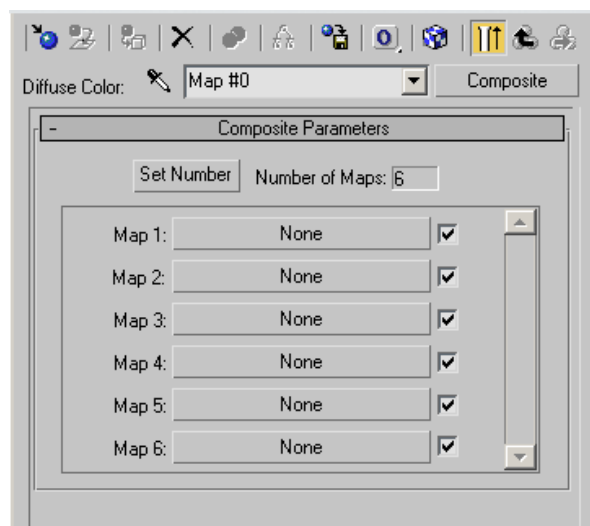 0
Diffuse Color: Map #0 Composite
- Composite Parameters
Set Number Number of Maps: 6
Map 1: None
Map 2: None
Map 3: None
Map 4: None
Map 5: None
Map 6: None